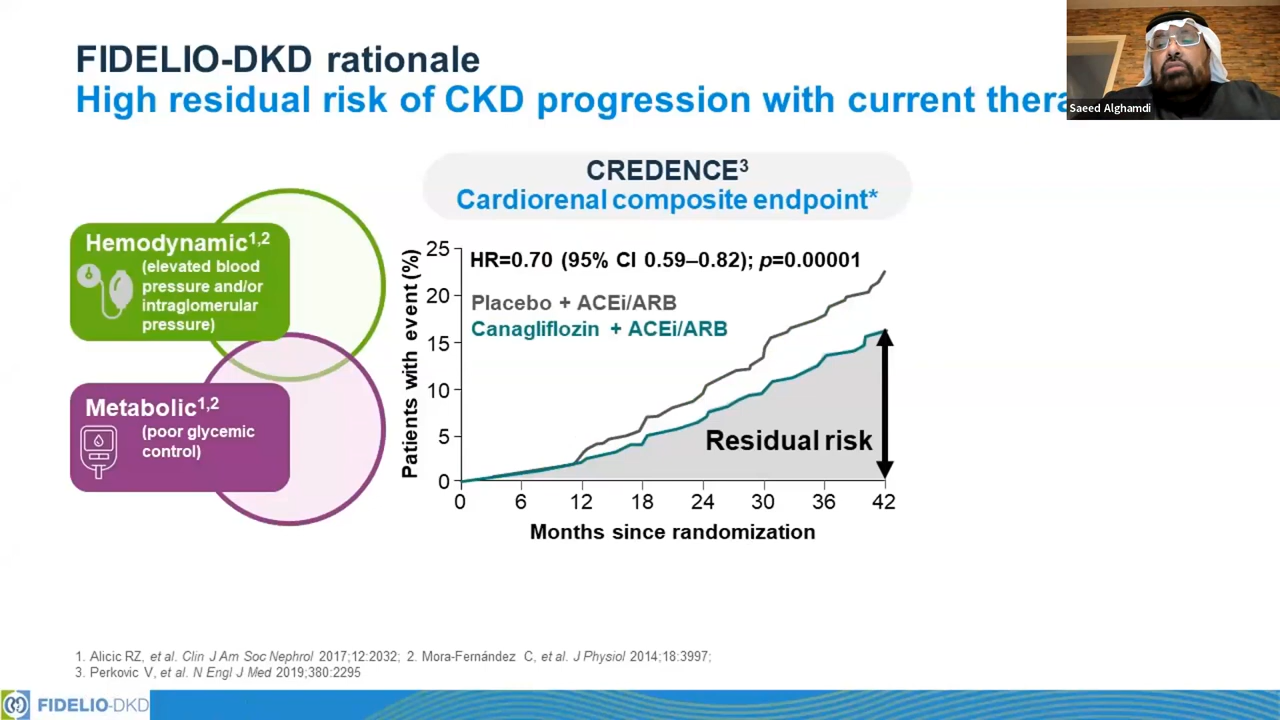 FIDELIO-DKD rationale
High residual risk of CKD progression with current thera
Saeed Alghamdi
CREDENCE³
Cardiorenal composite endpoint*
Hemodynamic¹,²
(elevated blood
pressure and/or
intraglomerular
pressure)
Metabolic¹,²
(poor glycemic
control)
Patients with event (%)
25
20
15
10
5
0
HR=0.70 (95% CI 0.59–0.82); p=0.00001
Placebo + ACEi/ARB
Canagliflozin + ACEi/ARB
Residual risk
0 6 12 18 24 30 36 42
Months since randomization
1. Alicic RZ, et al. Clin J Am Soc Nephrol 2017;12:2032; 2. Mora-Fernández C, et al. J Physiol 2014;18:3997;
3. Perkovic V, et al. N Engl J Med 2019;380:2295
FIDELIO-DKD